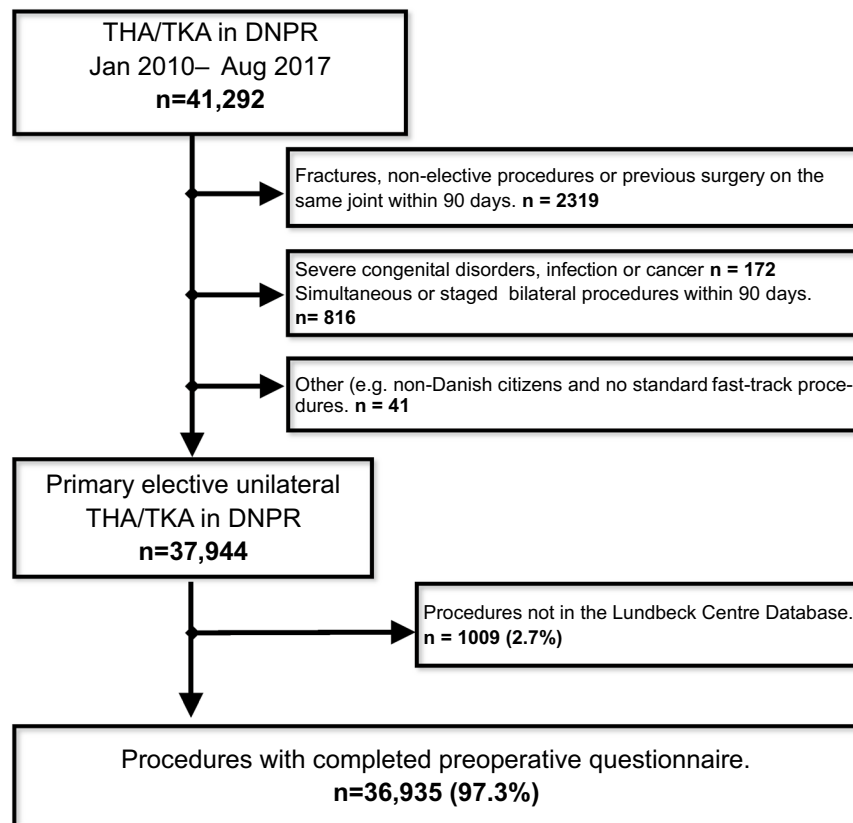 THA/TKA in DNPR
Jan 2010– Aug 2017
n=41,292
Fractures, non-elective procedures or previous surgery on the
same joint within 90 days. n = 2319
Severe congenital disorders, infection or cancer n = 172
Simultaneous or staged bilateral procedures within 90 days.
n= 816
Other (e.g. non-Danish citizens and no standard fast-track proce-
dures. n = 41
Primary elective unilateral
THA/TKA in DNPR
n=37,944
Procedures not in the Lundbeck Centre Database.
n = 1009 (2.7%)
Procedures with completed preoperative questionnaire.
n=36,935 (97.3%)